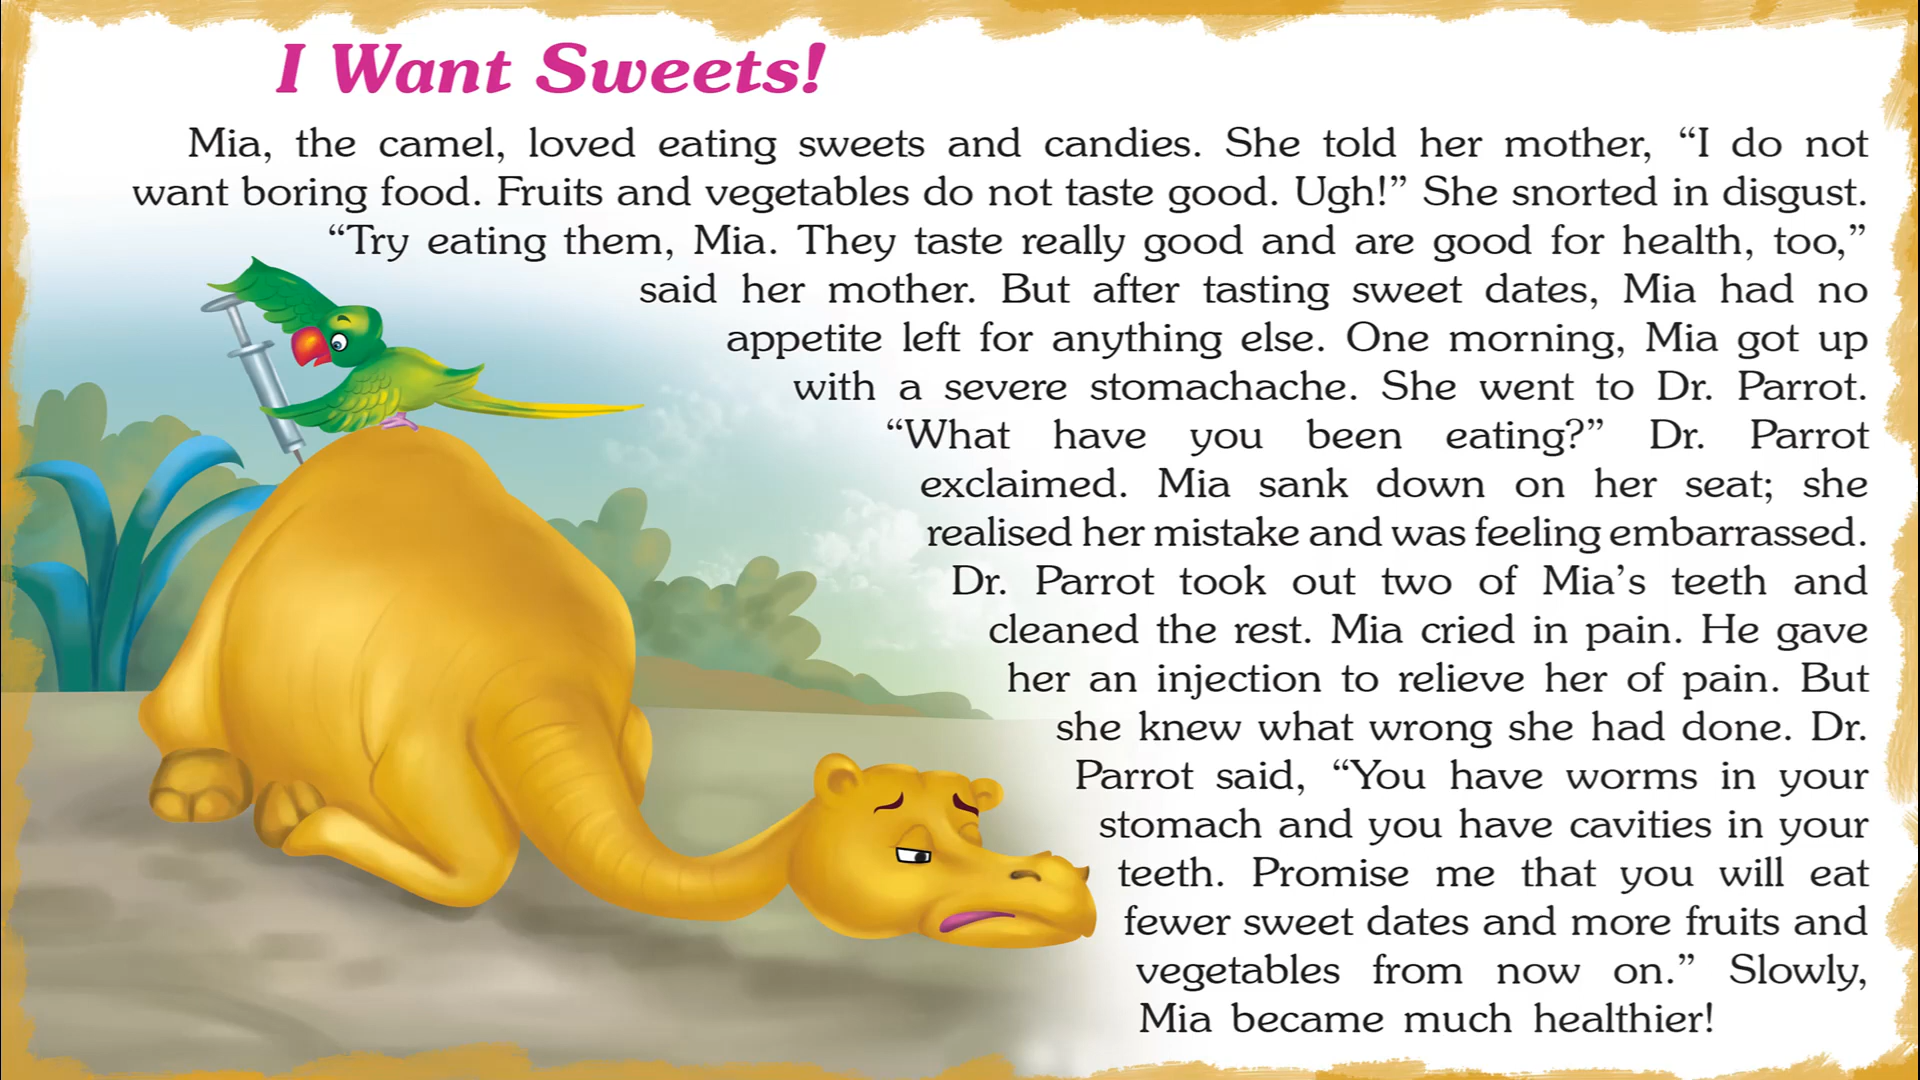 I Want Sweets!
Mia, the camel, loved eating sweets and candies. She told her mother, “I do not
want boring food. Fruits and vegetables do not taste good. Ugh!” She snorted in disgust.
“Try eating them, Mia. They taste really good and are good for health, too,”
said her mother. But after tasting sweet dates, Mia had no
appetite left for anything else. One morning, Mia got up
with a severe stomachache. She went to Dr. Parrot.
“What have you been eating?” Dr. Parrot
exclaimed. Mia sank down on her seat; she
realised her mistake and was feeling embarrassed.
Dr. Parrot took out two of Mia’s teeth and
cleaned the rest. Mia cried in pain. He gave
her an injection to relieve her of pain. But
she knew what wrong she had done. Dr.
Parrot said, “You have worms in your
stomach and you have cavities in your
teeth. Promise me that you will eat
fewer sweet dates and more fruits and
vegetables from now on.” Slowly,
Mia became much healthier!